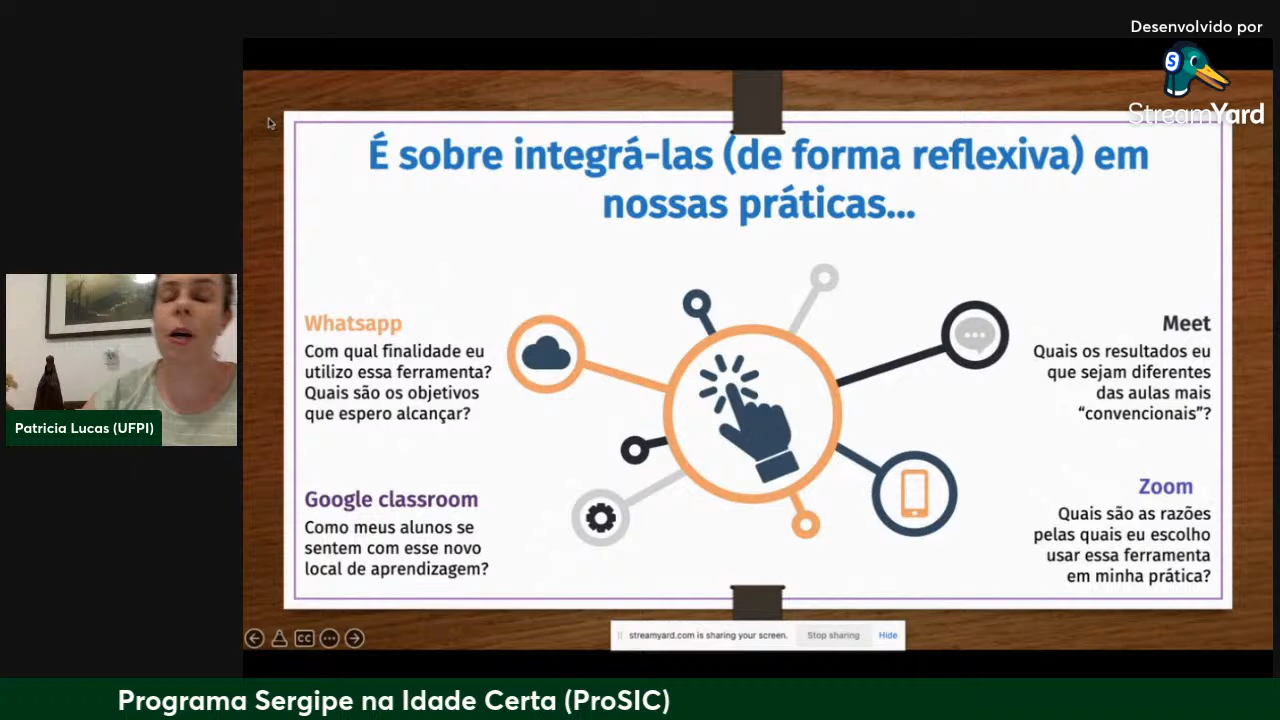 Desenvolvido por
StreamYard
É sobre integrá-las (de forma reflexiva) em
nossas práticas...
Whatsapp
Com qual finalidade eu
utilizo essa ferramenta?
Quais são os objetivos
que espero alcançar?
Meet
Quais os resultados eu
que sejam diferentes
das aulas mais
“convencionais”?
Google classroom
Como meus alunos se
sentem com esse novo
local de aprendizagem?
Zoom
Quais são as razões
pelas quais eu escolho
usar essa ferramenta
em minha prática?
Patricia Lucas (UFPI)
CC
streamyard.com is sharing your screen.
Stop sharing
Hide
Programa Sergipe na Idade Certa (ProSIC)